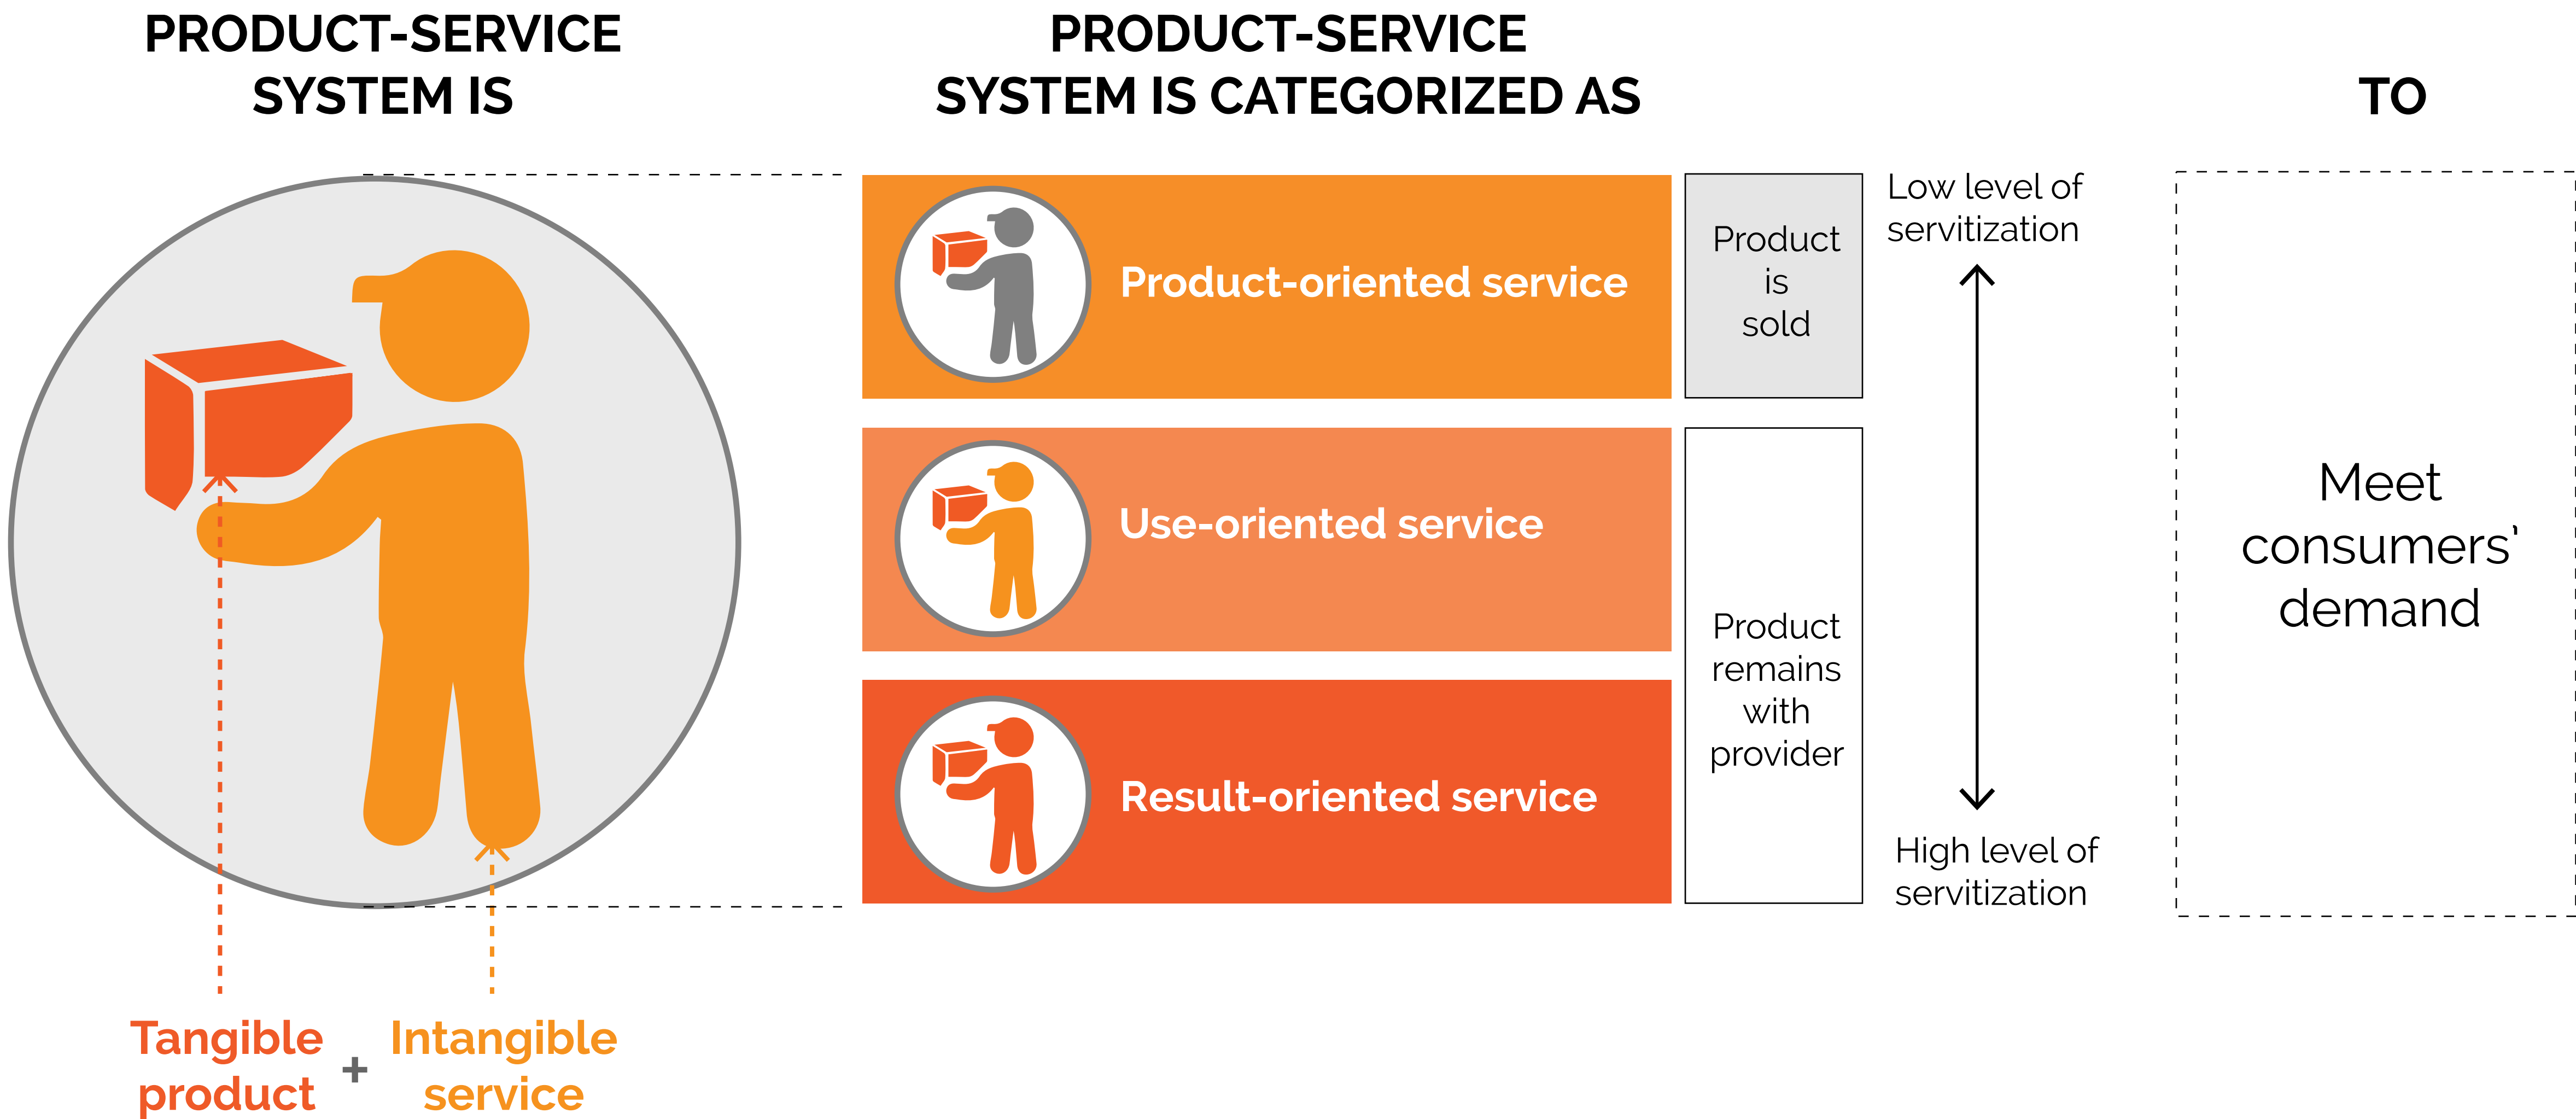 PRODUCT-SERVICE
SYSTEM IS
Tangible
product
+
Intangible
service
PRODUCT-SERVICE
SYSTEM IS CATEGORIZED AS
Product-oriented service
Product
is
sold
Use-oriented service
Result-oriented service
Product
remains
with
provider
Low level of
servitization
High level of
servitization
TO
Meet
consumers’
demand